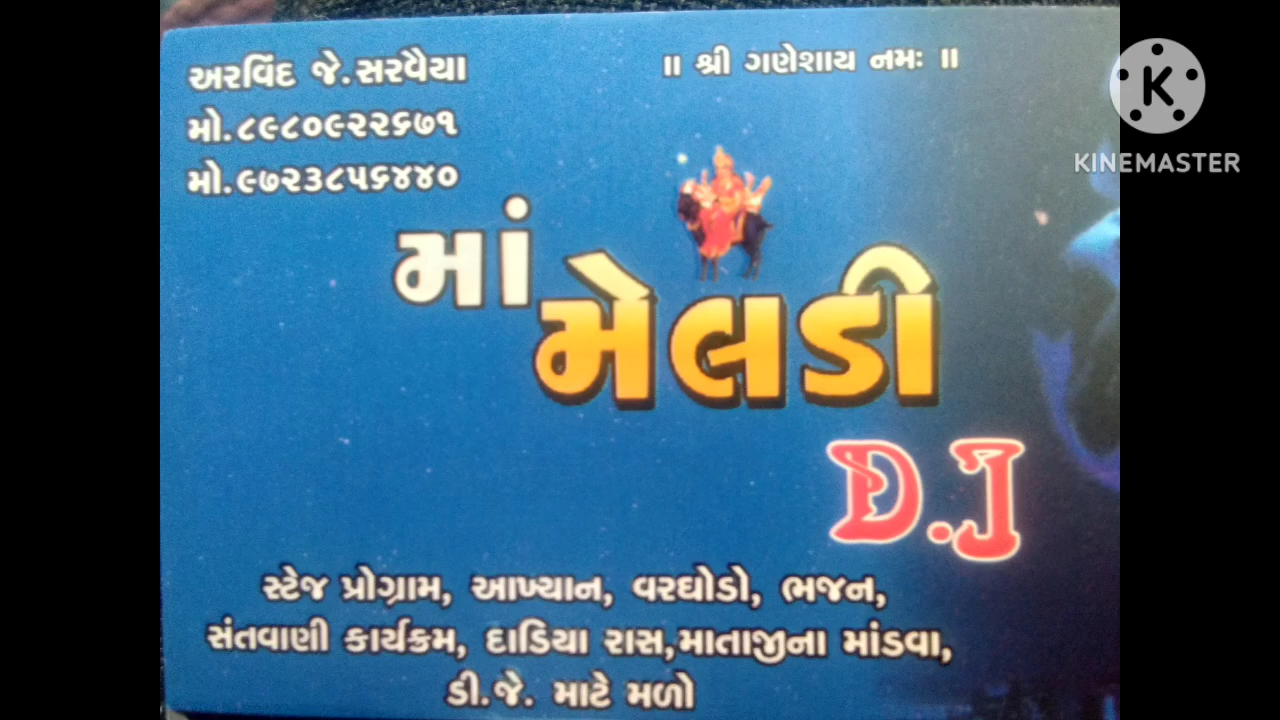 અરવિંદ જે.સરવૈયા
મો.૮૯૮૦૯૨૨૬૭૧
મો.૯૭૨૩૮૫૬૪૪૦
॥ શ્રી ગણેશાય નમઃ ॥
K
KINEMASTER
માં
મેલડી
D.J
સ્ટેજ પ્રોગ્રામ, આખ્યાન, વરઘોડો, ભજન,
સંતવાણી કાર્યક્રમ, દાડિયા રાસ,માતાજીના માંડવા,
ડી.જે. માટે મળો